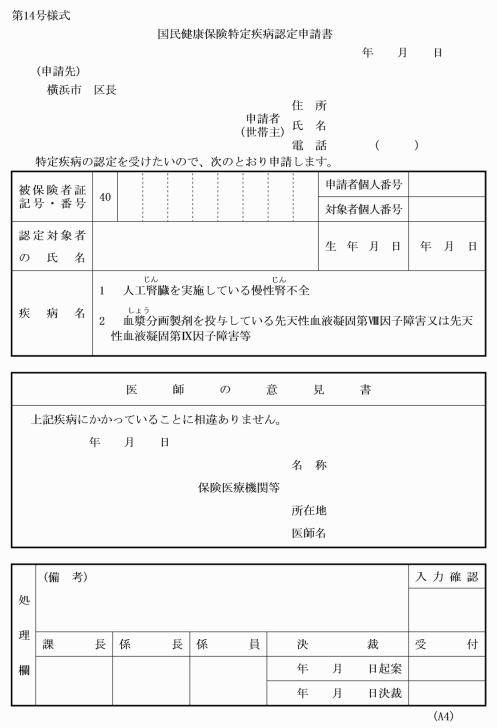 第14号様式
国民健康保険特定疾病認定申請書
年　月　日
(申請先)
横浜市　区長
住　所
申請者
(世帯主)
氏　名
電　話　(　　)
特定疾病の認定を受けたいので、次のとおり申請します。
被保険者証
記号・番号
40
申請者個人番号
対象者個人番号
認定対象者
の　氏　名
生　年　月　日
年　月　日
疾　病　名
じん　じん
1　人工腎臓を実施している慢性腎不全
しょう
2　血漿分画製剤を投与している先天性血液凝固第Ⅷ因子障害又は先天
性血液凝固第Ⅸ因子障害等
医　師　の　意　見　書
上記疾病にかかっていることに相違ありません。
年　月　日
名　称
保険医療機関等
所在地
医師名
処理欄
(備　考)
入力確認
課　長
係　長
係　員
決　裁
受　付
年　月　日起案
年　月　日決裁
(A4)